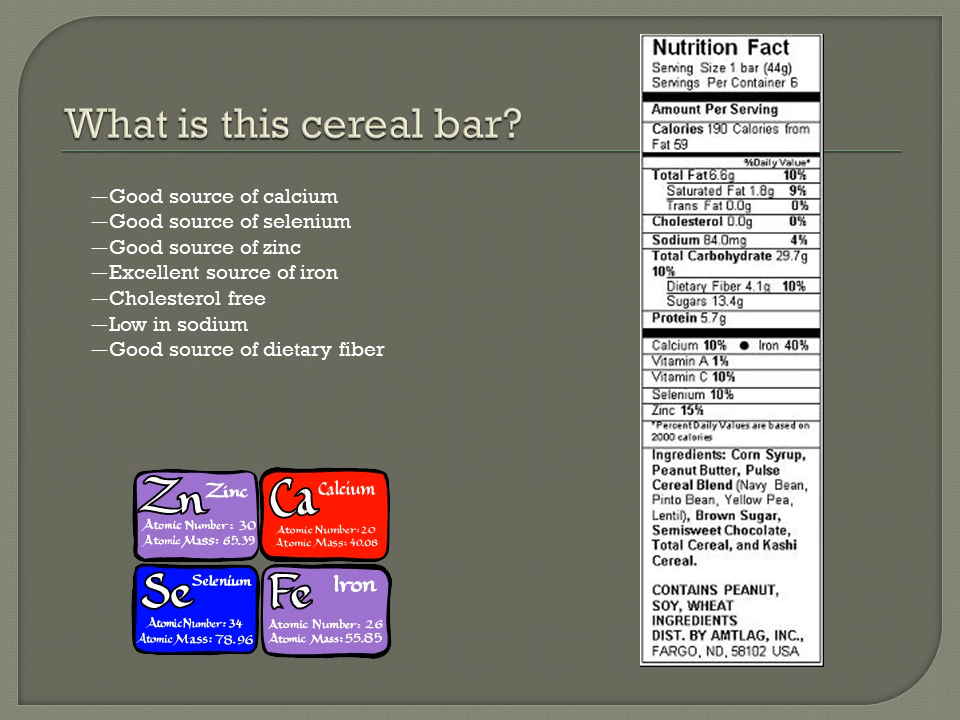 What is this cereal bar?
—Good source of calcium
—Good source of selenium
—Good source of zinc
—Excellent source of iron
—Cholesterol free
—Low in sodium
—Good source of dietary fiber
Zn Zinc
Atomic Number: 30
Atomic Mass: 65.39
Ca Calcium
Atomic Number: 20
Atomic Mass: 40.08
Se Selenium
Atomic Number: 34
Atomic Mass: 78.96
Fe Iron
Atomic Number: 26
Atomic Mass: 55.85
Nutrition Fact
Serving Size 1 bar (44g)
Servings Per Container 6
Amount Per Serving
Calories 190 Calories from
Fat 59
%Daily Value*
Total Fat 6.6g 10%
Saturated Fat 1.8g 9%
Trans Fat 0.0g 0%
Cholesterol 0.0g 0%
Sodium 84.0mg 4%
Total Carbohydrate 29.7g
10%
Dietary Fiber 4.1g 10%
Sugars 13.4g
Protein 5.7g
Calcium 10% ● Iron 40%
Vitamin A 1%
Vitamin C 10%
Selenium 10%
Zinc 15%
*Percent Daily Values are based on
2000 calories
Ingredients: Corn Syrup,
Peanut Butter, Pulse
Cereal Blend (Navy Bean,
Pinto Bean, Yellow Pea,
Lentil), Brown Sugar,
Semisweet Chocolate,
Total Cereal, and Kashi
Cereal.
CONTAINS PEANUT,
SOY, WHEAT
INGREDIENTS
DIST. BY AMTLAG, INC.,
FARGO, ND, 58102 USA